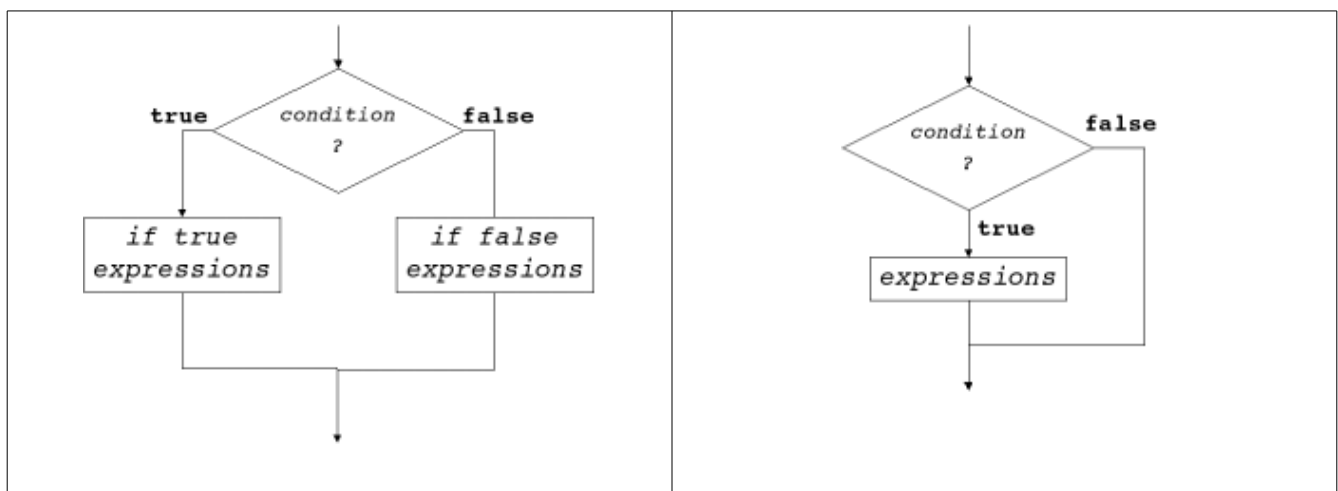 condition
?
true
false
if true
expressions
if false
expressions
condition
?
false
true
expressions